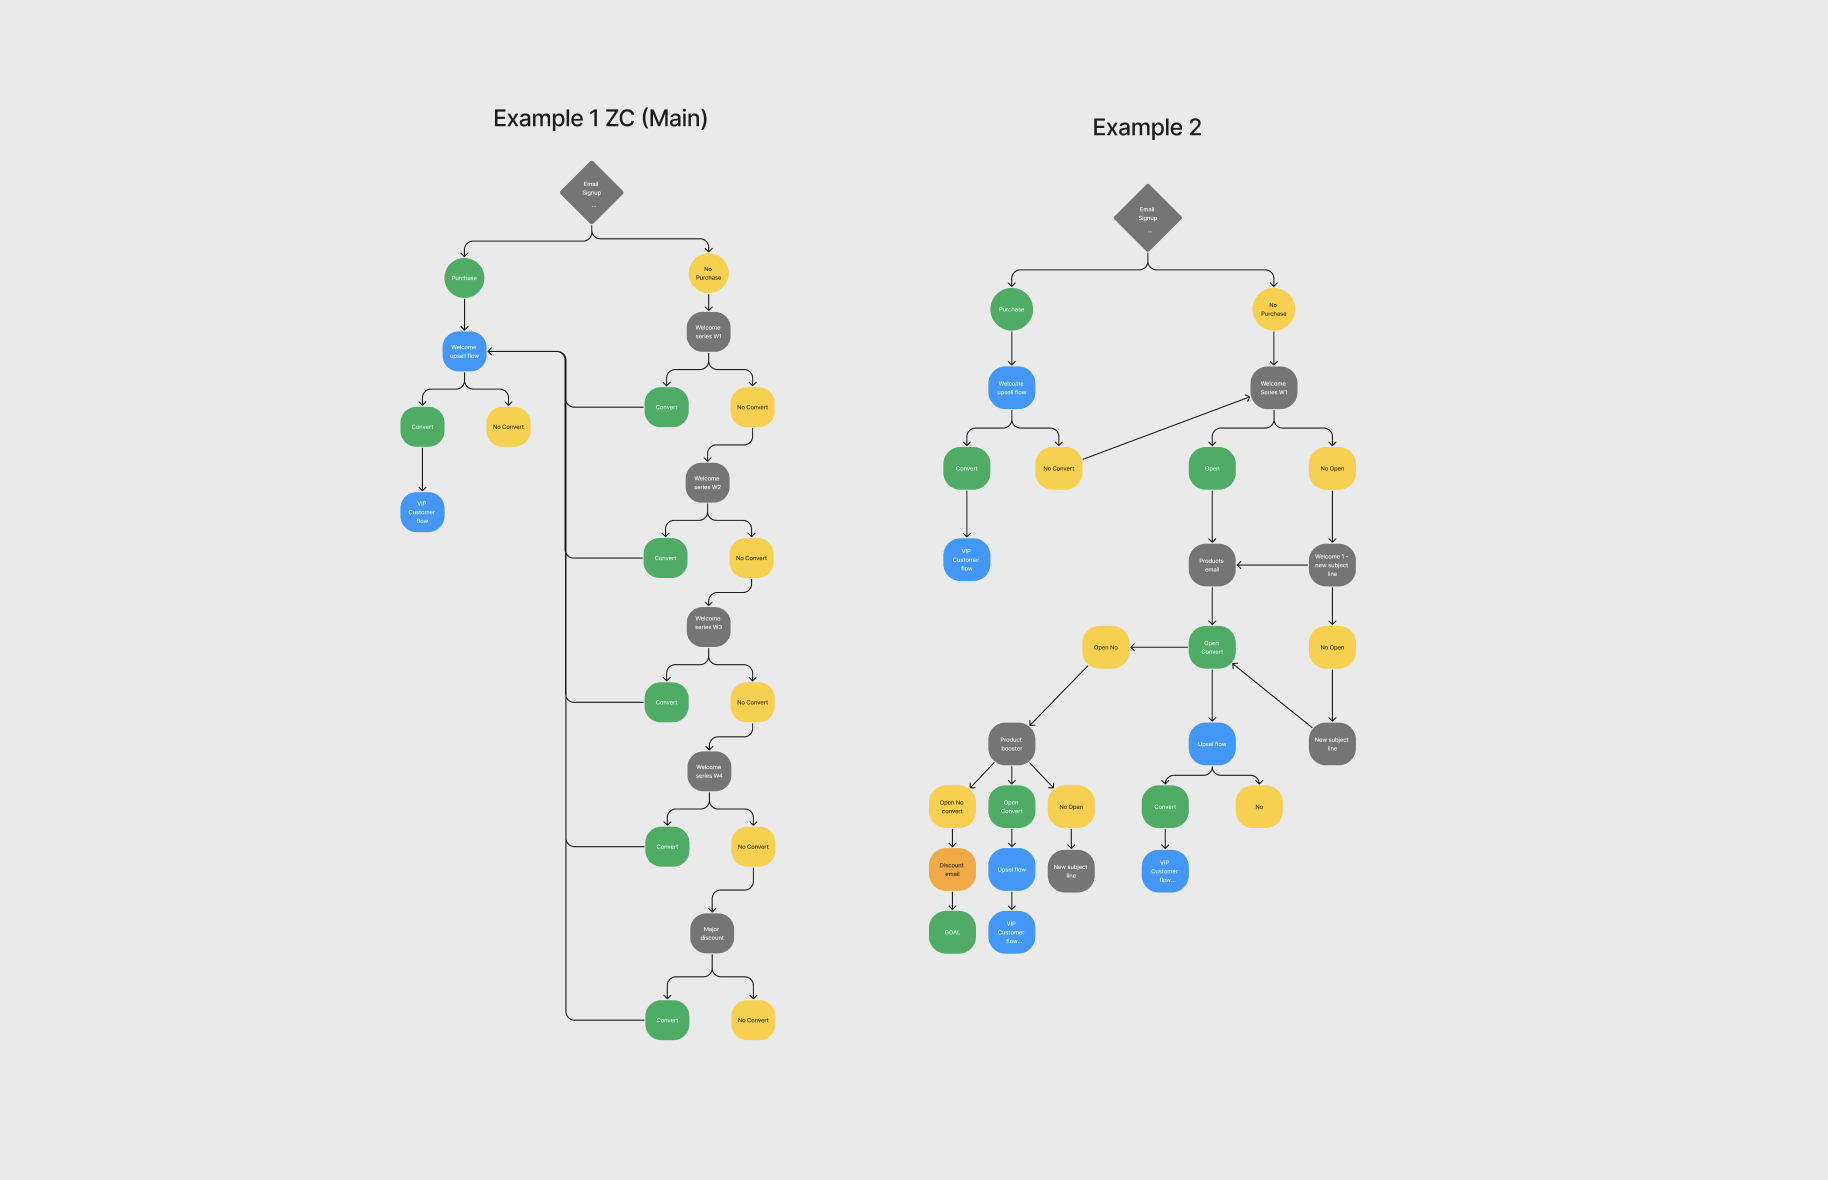 Example 1 ZC (Main)
Email
Signup
...
Purchase
No
Purchase
Welcome
upsell flow
Welcome
series W1
Convert
No Convert
VIP
Customer
flow
Convert
No Convert
Welcome
series W2
Convert
No Convert
Welcome
series W3
Convert
No Convert
Welcome
series W4
Convert
No Convert
Major
discount
Convert
No Convert
Example 2
Email
Signup
...
Purchase
No
Purchase
Welcome
upsell flow
Welcome
Series W1
Convert
No Convert
Open
No Open
VIP
Customer
flow
Products
email
Welcome 1 -
new subject
line
Open No
Open
Convert
No Open
Product
booster
Upsel flow
New subject
line
Open No
convert
Open
Convert
No Open
Convert
No
Discount
email
Upsel flow
New subject
line
VIP
Customer
flow...
GOAL
VIP
Customer
flow...